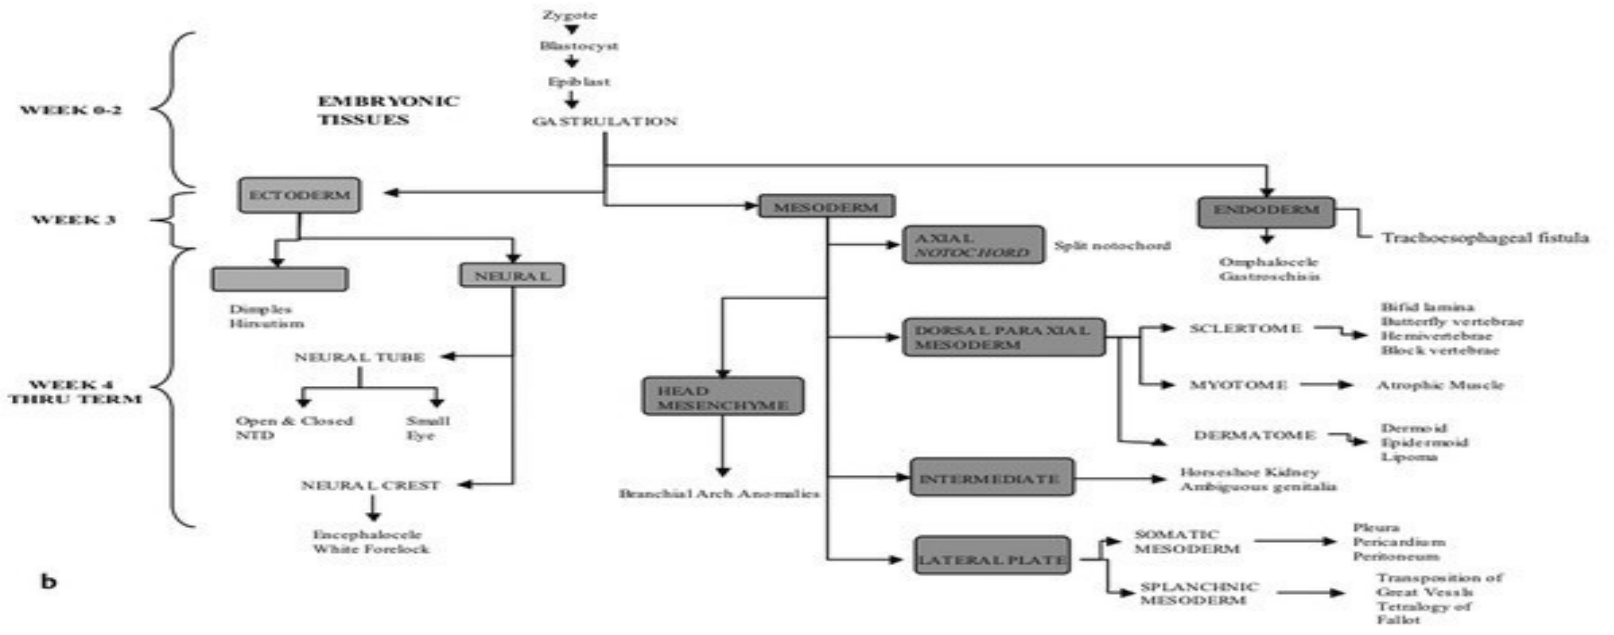 Zygote
Blastocyst
Epiblast
GASTRULATION
WEEK 0-2
EMBRYONIC
TISSUES
WEEK 3
ECTODERM
MESODERM
ENDODERM
Trachoesophageal fistula
Omphalocele
Gastroschisis
AXIAL
NOTOCHORD
Split notochord
NEURAL
Dimples
Hirsutism
WEEK 4
THRU TERM
NEURAL TUBE
Open & Closed
NTD
Small
Eye
NEURAL CREST
Encephalocele
White Forelock
HEAD
MESENCHYME
Branchial Arch Anomalies
DORSAL PARAXIAL
MESODERM
SCLERTOME
Bifid lamina
Butterfly vertebrae
Hemivertebrae
Block vertebrae
MYOTOME
Atrophic Muscle
DERMATOME
Dermoid
Epidermoid
Lipoma
INTERMEDIATE
Horseshoe Kidney
Ambiguous genitalia
LATERAL PLATE
SOMATIC
MESODERM
Pleura
Pericardium
Peritoneum
SPLANCHNIC
MESODERM
Transposition of
Great Vessls
Tetralogy of
Fallot
b